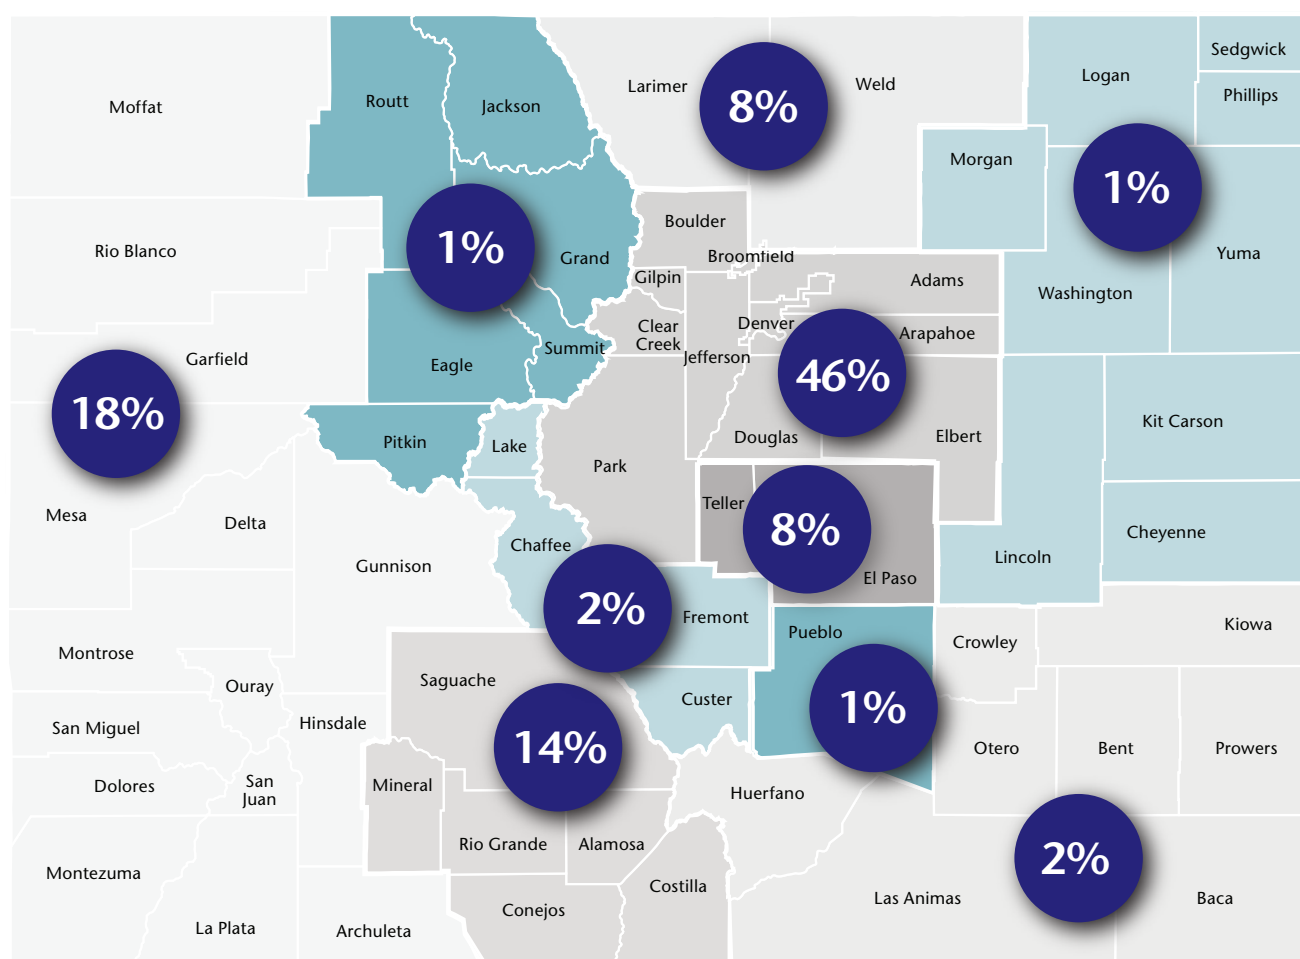 Sedgwick
Logan
Larimer
Weld
Phillips
Routt
Jackson
Moffat
8%
Morgan
1%
Boulder
1%
Rio Blanco
Grand
Broomfield
Yuma
Gilpin
Adams
Washington
Clear
Creek
Denver
Arapahoe
Summit
Jefferson
Garfield
Eagle
46%
18%
Kit Carson
Pitkin
Lake
Douglas
Elbert
Park
Teller
Mesa
Delta
8%
Cheyenne
Chaffee
Lincoln
Gunnison
El Paso
2%
Fremont
Kiowa
Pueblo
Crowley
Montrose
Saguache
Ouray
Custer
1%
Hinsdale
San Miguel
14%
Otero
Bent
Prowers
Dolores
San
Juan
Mineral
Huerfano
Rio Grande
Alamosa
2%
Montezuma
Costilla
Las Animas
Baca
Conejos
La Plata
Archuleta